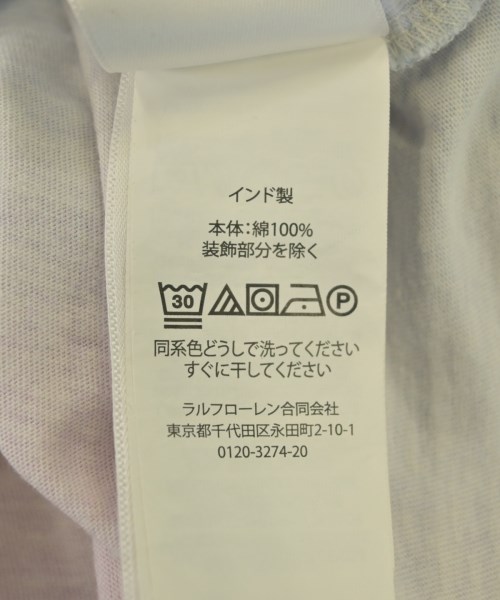 インド製
本体:綿100%
装飾部分を除く
30 P
同系色どうしで洗ってください
すぐに干してください
ラルフローレン合同会社
東京都千代田区永田町2-10-1
0120-3274-20